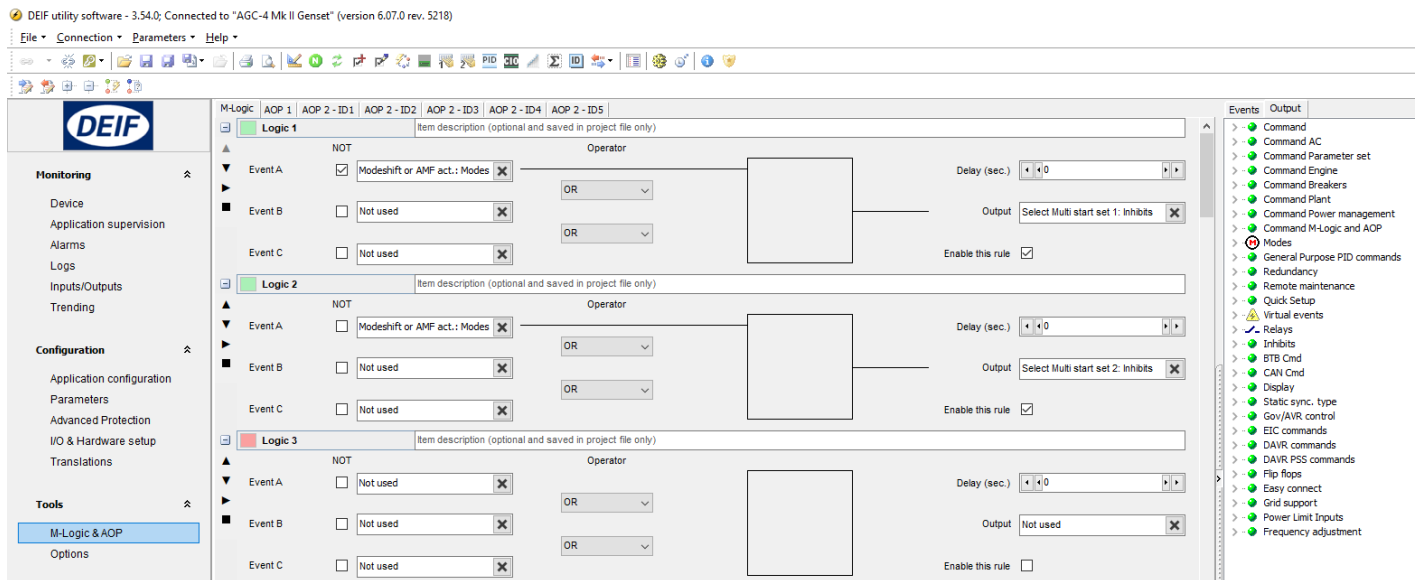 DEIF utility software - 3.54.0; Connected to "AGC-4 Mk II Genset" (version 6.07.0 rev. 5218)
File Connection Parameters Help
PID CIO Σ ID
DEIF
Monitoring
Device
Application supervision
Alarms
Logs
Inputs/Outputs
Trending
Configuration
Application configuration
Parameters
Advanced Protection
I/O & Hardware setup
Translations
Tools
M-Logic & AOP
Options
M-Logic AOP 1 AOP 2 - ID1 AOP 2 - ID2 AOP 2 - ID3 AOP 2 - ID4 AOP 2 - ID5
Logic 1 Item description (optional and saved in project file only)
NOT Operator
Event A Modeshift or AMF act.: Modes Delay (sec.) 0
OR
Event B Not used Output Select Multi start set 1: Inhibits
OR
Event C Not used Enable this rule
Logic 2 Item description (optional and saved in project file only)
NOT Operator
Event A Modeshift or AMF act.: Modes Delay (sec.) 0
OR
Event B Not used Output Select Multi start set 2: Inhibits
OR
Event C Not used Enable this rule
Logic 3 Item description (optional and saved in project file only)
NOT Operator
Event A Not used Delay (sec.) 0
OR
Event B Not used Output Not used
OR
Event C Not used Enable this rule
Events Output
Command
Command AC
Command Parameter set
Command Engine
Command Breakers
Command Plant
Command Power management
Command M-Logic and AOP
M Modes
General Purpose PID commands
Redundancy
Remote maintenance
Quick Setup
Virtual events
Relays
Inhibits
BTB Cmd
CAN Cmd
Display
Static sync. type
Gov/AVR control
EIC commands
DAVR commands
DAVR PSS commands
Flip flops
Easy connect
Grid support
Power Limit Inputs
Frequency adjustment